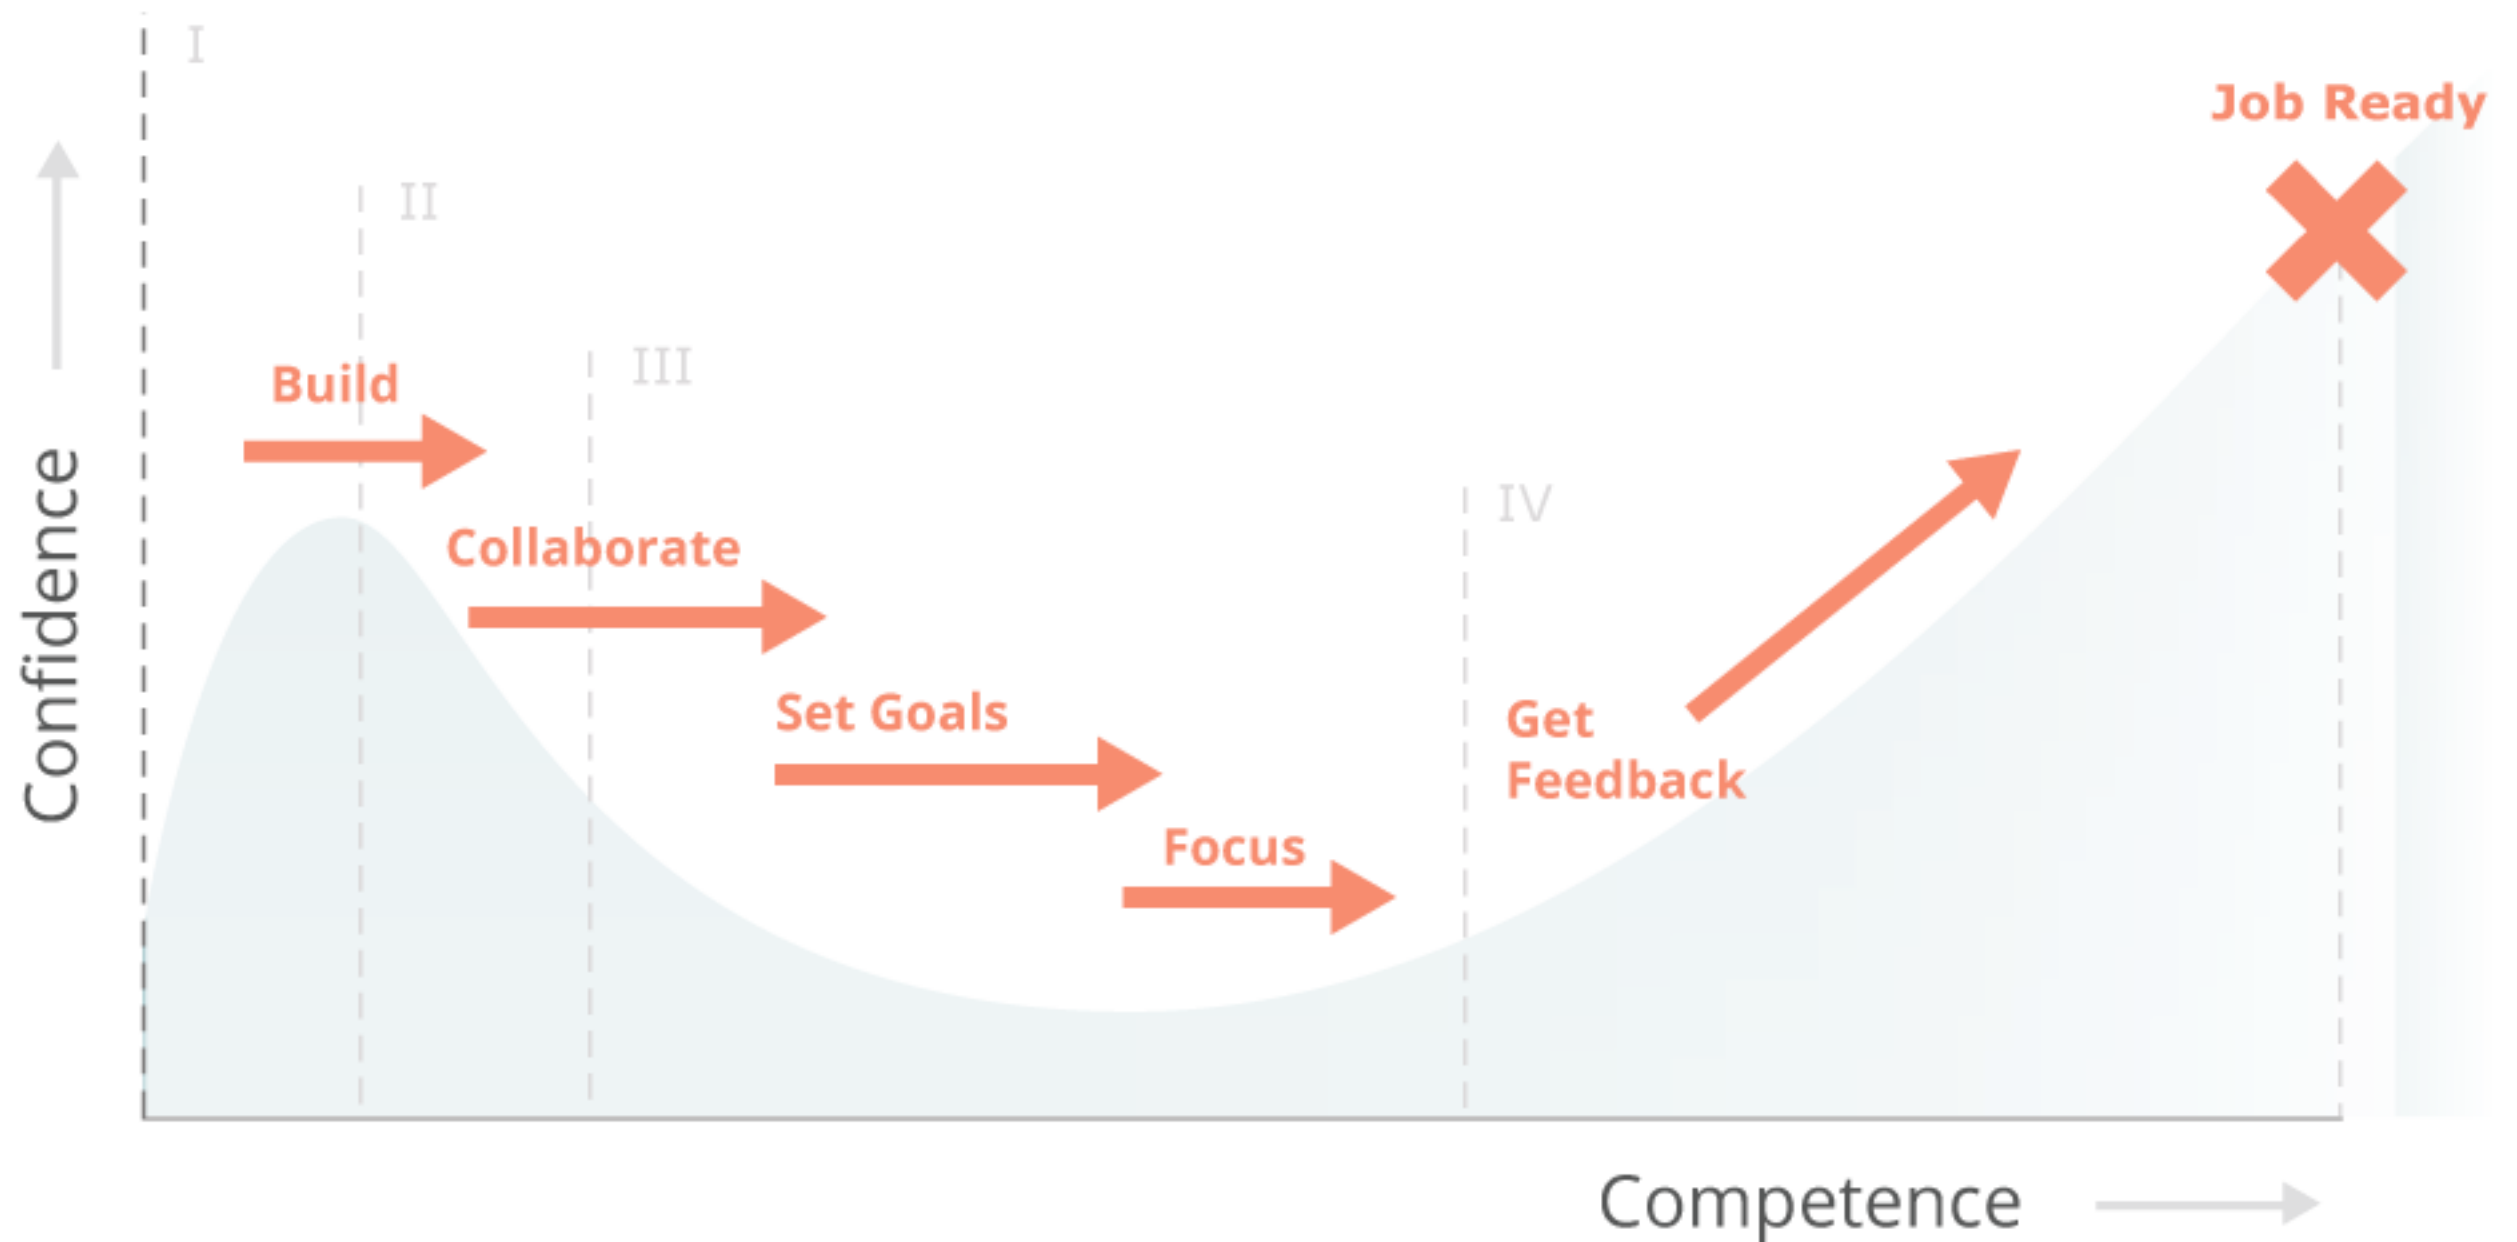 I
Job Ready
II
III
Build
IV
Collaborate
Set Goals
Get
Feedback
Focus
Confidence
Competence